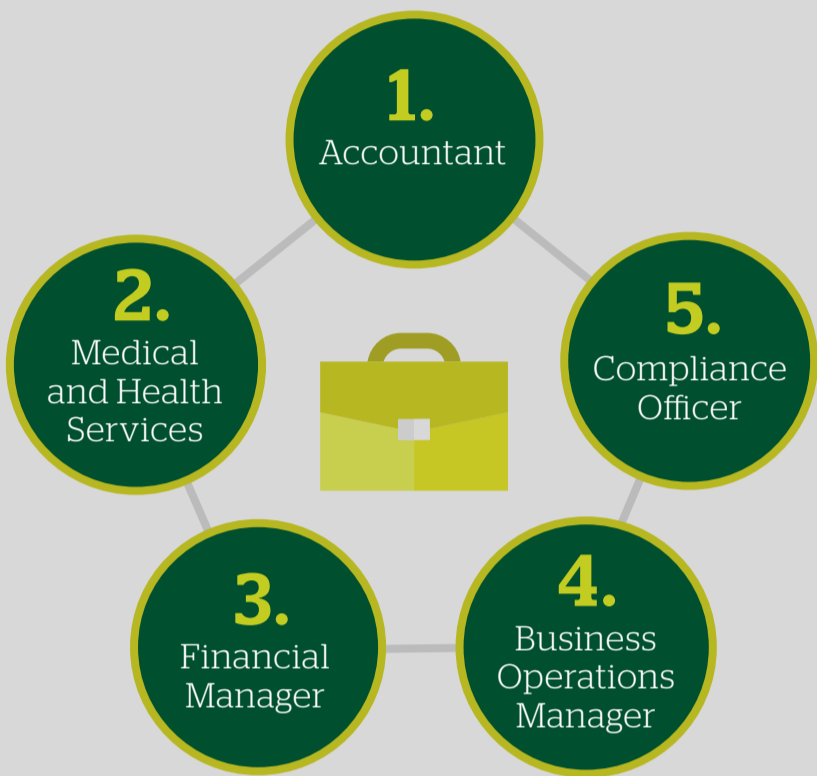 1.
Accountant
2.
Medical
and Health
Services
3.
Financial
Manager
4.
Business
Operations
Manager
5.
Compliance
Officer